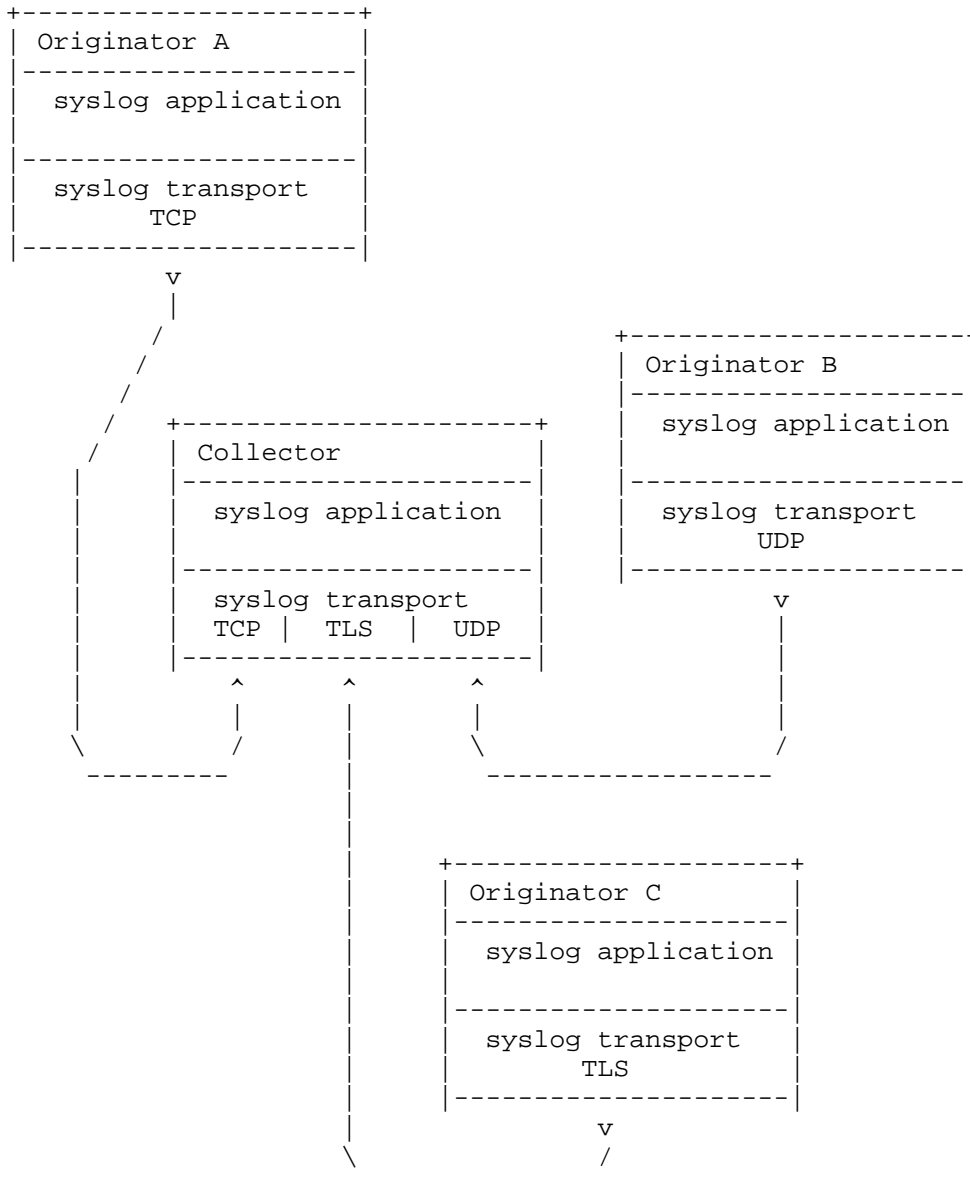 Originator A
syslog application
syslog transport
TCP
Originator B
syslog application
syslog transport
UDP
Collector
syslog application
syslog transport
TCP | TLS | UDP
Originator C
syslog application
syslog transport
TLS